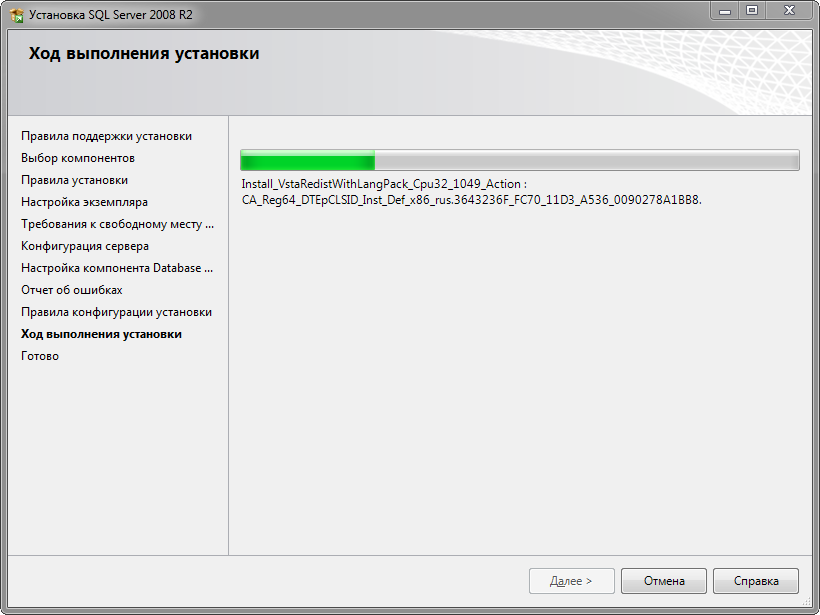 Установка SQL Server 2008 R2
Ход выполнения установки
Правила поддержки установки
Выбор компонентов
Правила установки
Настройка экземпляра
Требования к свободному месту ...
Конфигурация сервера
Настройка компонента Database ...
Отчет об ошибках
Правила конфигурации установки
Ход выполнения установки
Готово
Install_VstaRedistWithLangPack_Cpu32_1049_Action :
CA_Reg64_DTEpCLSID_Inst_Def_x86_rus.3643236F_FC70_11D3_A536_0090278A1BB8.
Далее >
Отмена
Справка